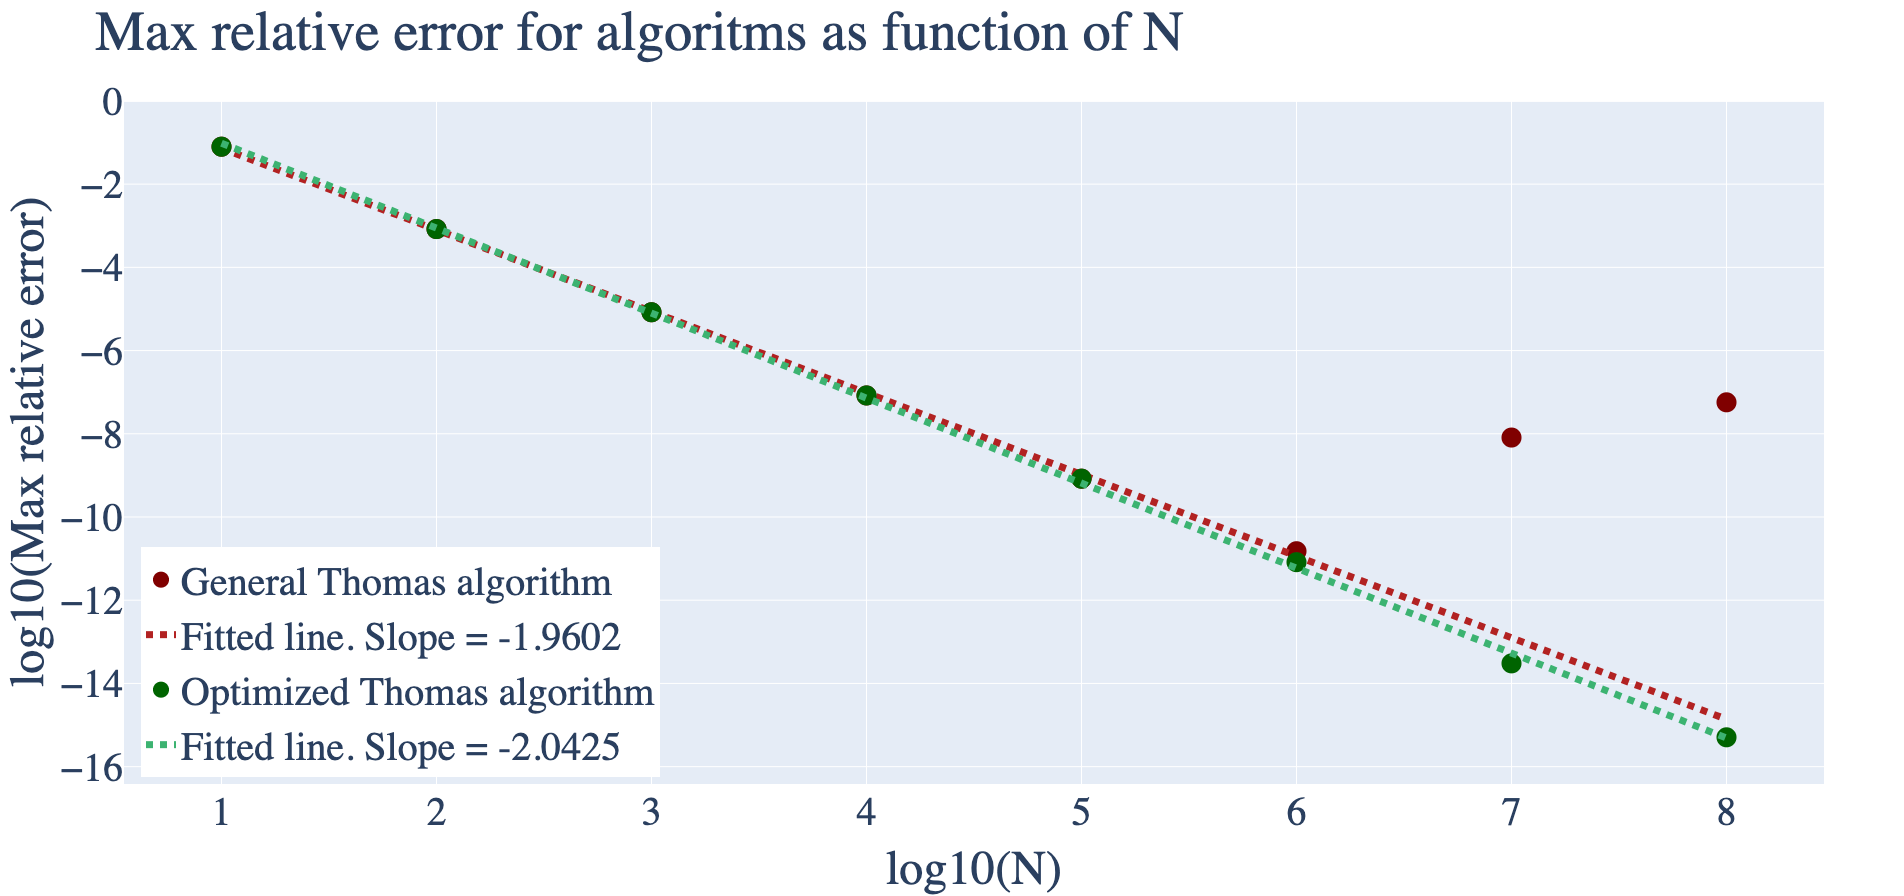 Max relative error for algoritms as function of N
log10(Max relative error)
0
−2
−4
−6
−8
−10
−12
−14
−16
General Thomas algorithm
Fitted line. Slope = -1.9602
Optimized Thomas algorithm
Fitted line. Slope = -2.0425
1 2 3 4 5 6 7 8
log10(N)